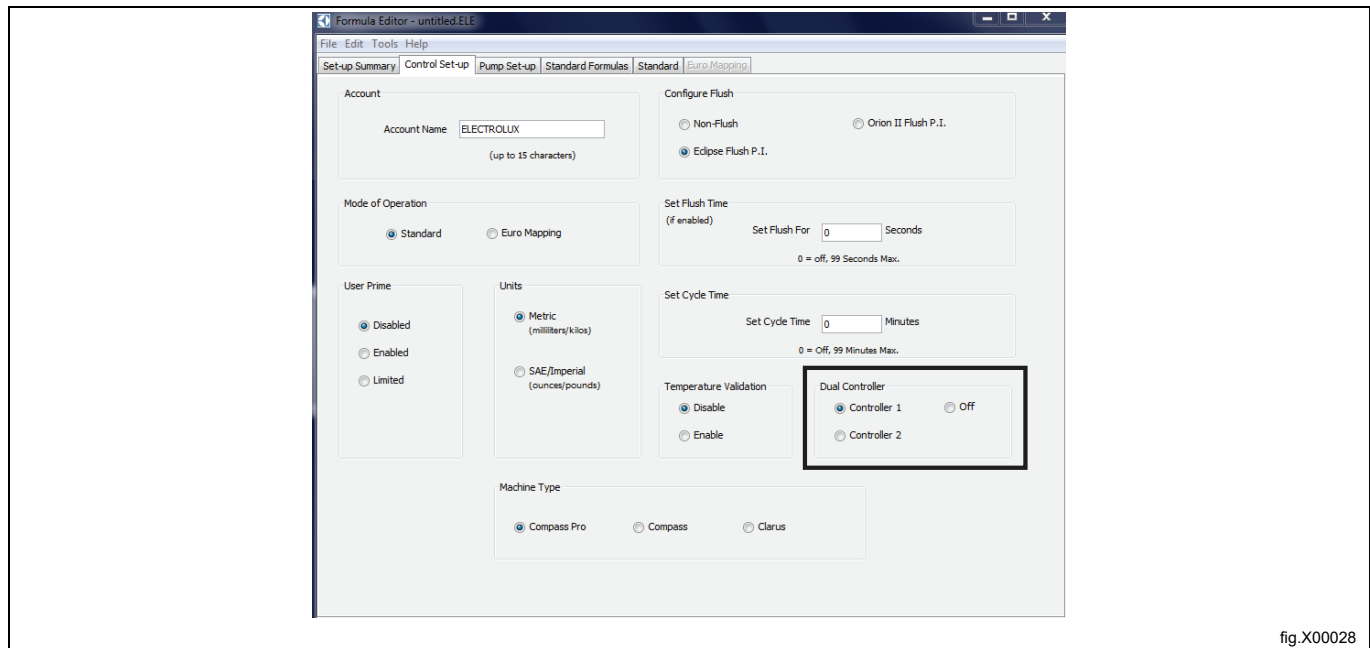 Formula Editor - untitled.ELE
File Edit Tools Help
Set-up Summary Control Set-up Pump Set-up Standard Formulas Standard Euro Mapping
Account
Account Name ELECTROLUX
(up to 15 characters)
Configure Flush
Non-Flush Orion II Flush P.I.
Eclipse Flush P.I.
Mode of Operation
Standard Euro Mapping
Set Flush Time
(if enabled)
Set Flush For 0 Seconds
0 = off, 99 Seconds Max.
User Prime
Disabled
Enabled
Limited
Units
Metric
(milliliters/kilos)
SAE/Imperial
(ounces/pounds)
Set Cycle Time
Set Cycle Time 0 Minutes
0 = Off, 99 Minutes Max.
Temperature Validation
Disable
Enable
Dual Controller
Controller 1 Off
Controller 2
Machine Type
Compass Pro Compass Clarus
fig.X00028